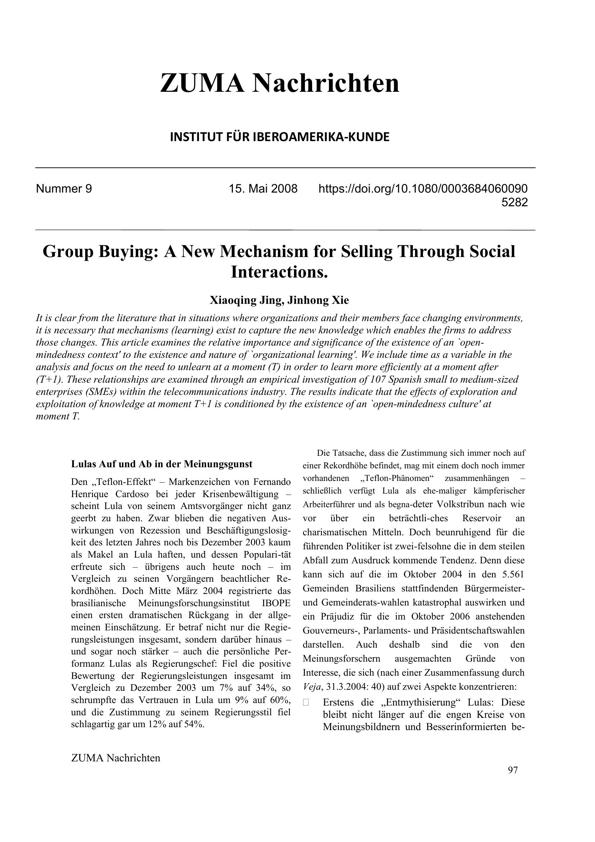 ZUMA Nachrichten
INSTITUT FÜR IBEROAMERIKA-KUNDE
Nummer 9 15. Mai 2008 https://doi.org/10.1080/0003684060090
5282
Group Buying: A New Mechanism for Selling Through Social
Interactions.
Xiaoqing Jing, Jinhong Xie
It is clear from the literature that in situations where organizations and their members face changing environments,
it is necessary that mechanisms (learning) exist to capture the new knowledge which enables the firms to address
those changes. This article examines the relative importance and significance of the existence of an `open-
mindedness context' to the existence and nature of `organizational learning'. We include time as a variable in the
analysis and focus on the need to unlearn at a moment (T) in order to learn more efficiently at a moment after
(T+1). These relationships are examined through an empirical investigation of 107 Spanish small to medium-sized
enterprises (SMEs) within the telecommunications industry. The results indicate that the effects of exploration and
exploitation of knowledge at moment T+1 is conditioned by the existence of an `open-mindedness culture' at
moment T.
Lulas Auf und Ab in der Meinungsgunst
Den „Teflon-Effekt“ – Markenzeichen von Fernando
Henrique Cardoso bei jeder Krisenbewältigung –
scheint Lula von seinem Amtsvorgänger nicht ganz
geerbt zu haben. Zwar blieben die negativen Aus-
wirkungen von Rezession und Beschäftigungslosig-
keit des letzten Jahres noch bis Dezember 2003 kaum
als Makel an Lula haften, und dessen Populari-tät
erfreute sich – übrigens auch heute noch – im
Vergleich zu seinen Vorgängern beachtlicher Re-
kordhöhen. Doch Mitte März 2004 registrierte das
brasilianische Meinungsforschungsinstitut IBOPE
einen ersten dramatischen Rückgang in der allge-
meinen Einschätzung. Er betraf nicht nur die Regie-
rungsleistungen insgesamt, sondern darüber hinaus –
und sogar noch stärker – auch die persönliche Per-
formanz Lulas als Regierungschef: Fiel die positive
Bewertung der Regierungsleistungen insgesamt im
Vergleich zu Dezember 2003 um 7% auf 34%, so
schrumpfte das Vertrauen in Lula um 9% auf 60%,
und die Zustimmung zu seinem Regierungsstil fiel
schlagartig gar um 12% auf 54%.
Die Tatsache, dass die Zustimmung sich immer noch auf
einer Rekordhöhe befindet, mag mit einem doch noch immer
vorhandenen „Teflon-Phänomen“ zusammenhängen –
schließlich verfügt Lula als ehe-maliger kämpferischer
Arbeiterführer und als begna-deter Volkstribun nach wie
vor über ein beträchtli-ches Reservoir an
charismatischen Mitteln. Doch beunruhigend für die
führenden Politiker ist zwei-felsohne die in dem steilen
Abfall zum Ausdruck kommende Tendenz. Denn diese
kann sich auf die im Oktober 2004 in den 5.561
Gemeinden Brasiliens stattfindenden Bürgermeister-
und Gemeinderats-wahlen katastrophal auswirken und
ein Präjudiz für die im Oktober 2006 anstehenden
Gouverneurs-, Parlaments- und Präsidentschaftswahlen
darstellen. Auch deshalb sind die von den
Meinungsforschern ausgemachten Gründe von
Interesse, die sich (nach einer Zusammenfassung durch
Veja, 31.3.2004: 40) auf zwei Aspekte konzentrieren:
Erstens die „Entmythisierung“ Lulas: Diese
bleibt nicht länger auf die engen Kreise von
Meinungsbildnern und Besserinformierten be-
ZUMA Nachrichten
97